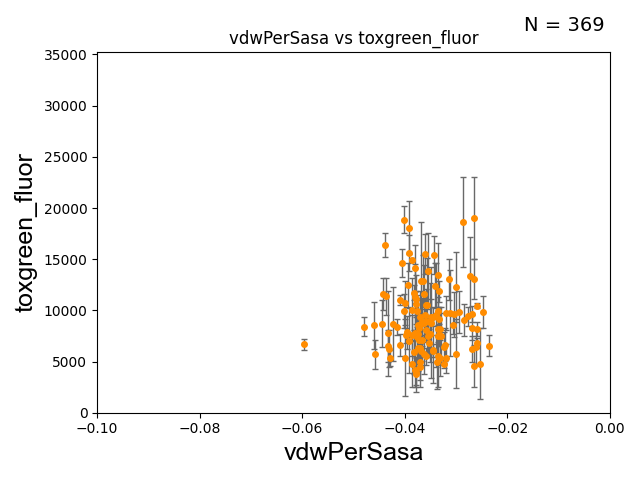 N = 369
vdwPerSasa vs toxgreen_fluor
35000
30000
25000
20000
15000
10000
5000
0
toxgreen_fluor
−0.10 −0.08 −0.06 −0.04 −0.02 0.00
vdwPerSasa